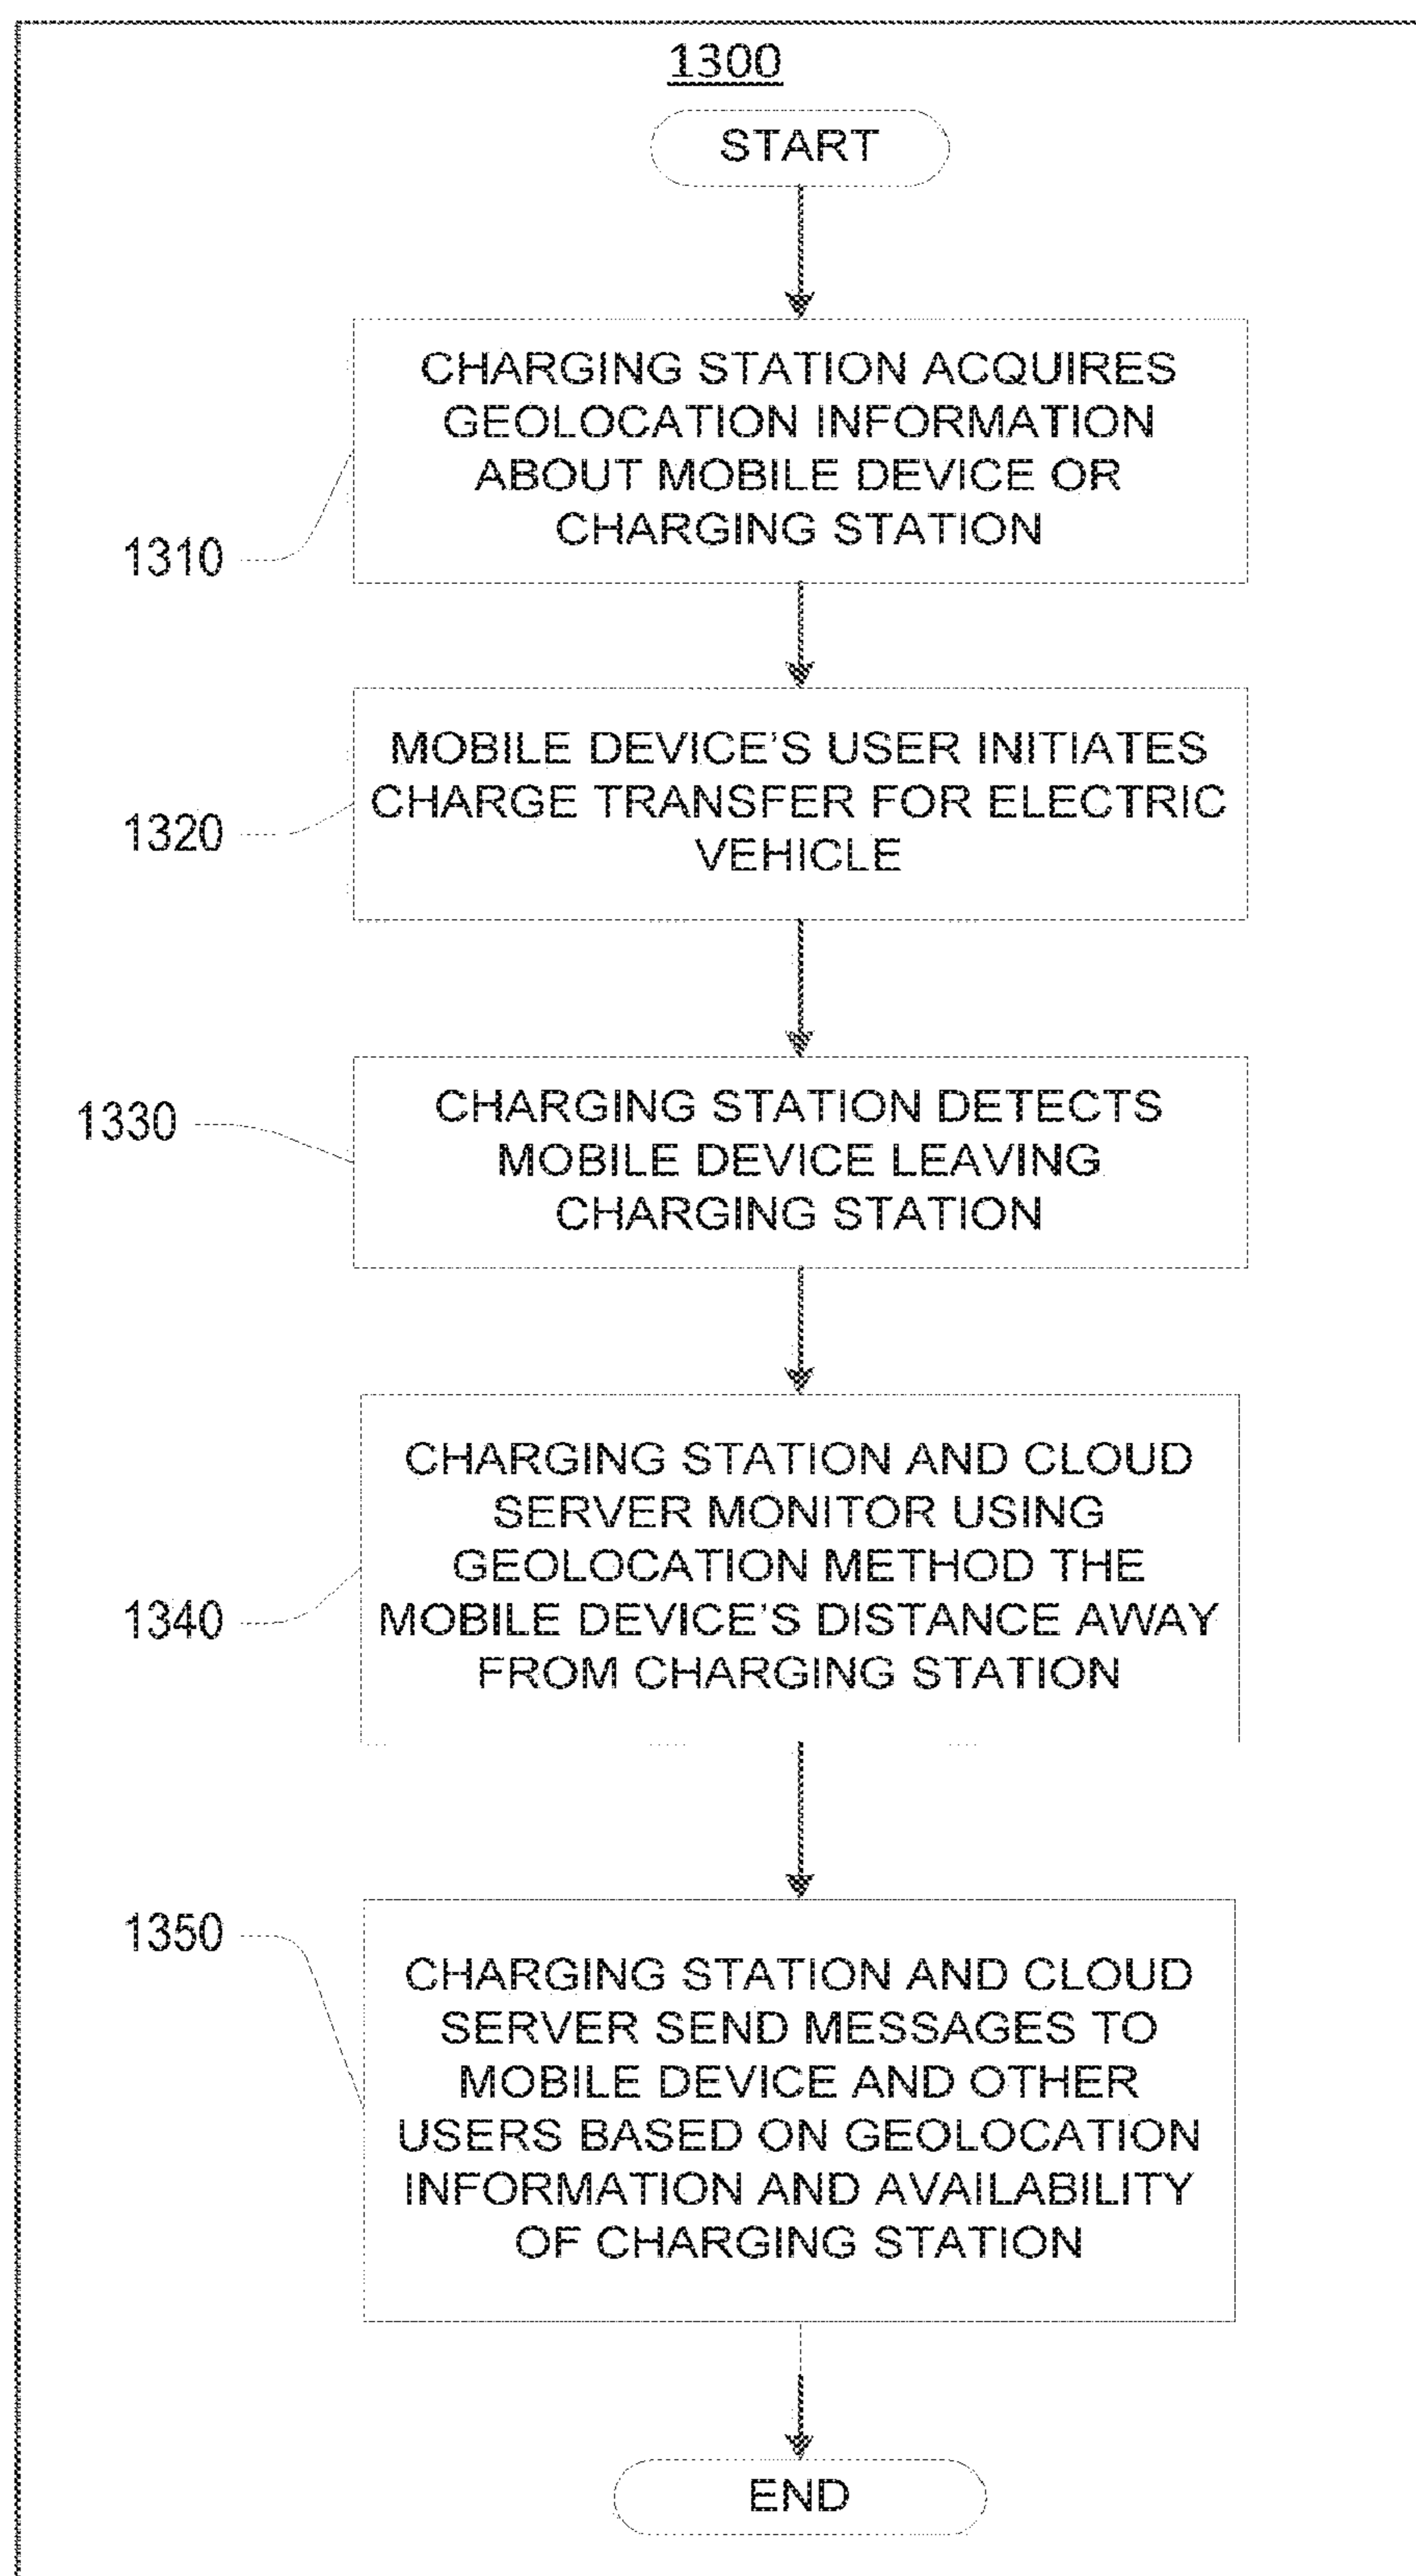 1300
START
CHARGING STATION ACQUIRES
GEOLOCATION INFORMATION
ABOUT MOBILE DEVICE OR
CHARGING STATION
1310
MOBILE DEVICE'S USER INITIATES
CHARGE TRANSFER FOR ELECTRIC
VEHICLE
1320
CHARGING STATION DETECTS
MOBILE DEVICE LEAVING
CHARGING STATION
1330
CHARGING STATION AND CLOUD
SERVER MONITOR USING
GEOLOCATION METHOD THE
MOBILE DEVICE'S DISTANCE AWAY
FROM CHARGING STATION
1340
CHARGING STATION AND CLOUD
SERVER SEND MESSAGES TO
MOBILE DEVICE AND OTHER
USERS BASED ON GEOLOCATION
INFORMATION AND AVAILABILITY
OF CHARGING STATION
1350
END